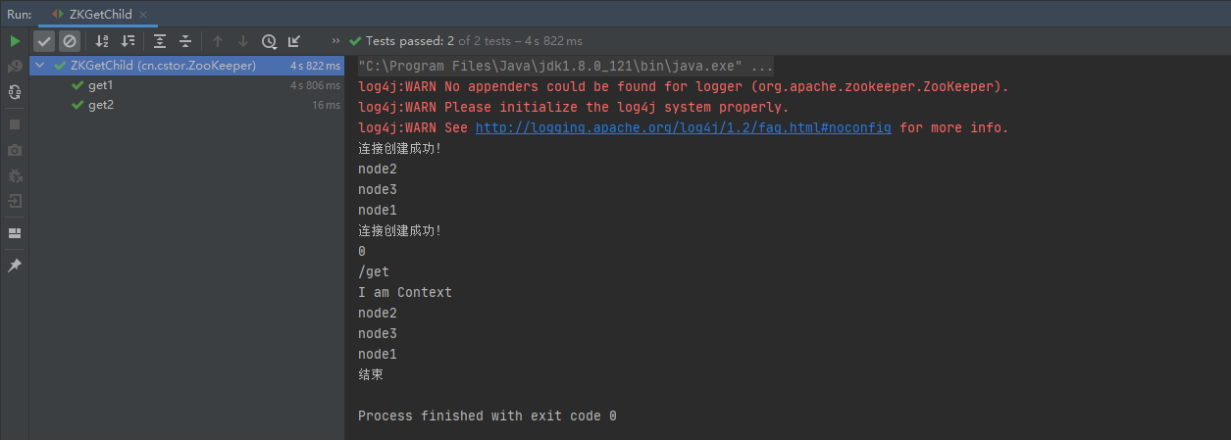 Run: ZKGetChild
Tests passed: 2 of 2 tests – 4 s 822 ms
ZKGetChild (cn.cstor.ZooKeeper) 4 s 822 ms
get1 4 s 806 ms
get2 16 ms
"C:\Program Files\Java\jdk1.8.0_121\bin\java.exe" ...
log4j:WARN No appenders could be found for logger (org.apache.zookeeper.ZooKeeper).
log4j:WARN Please initialize the log4j system properly.
log4j:WARN See http://logging.apache.org/log4j/1.2/faq.html#noconfig for more info.
连接创建成功!
node2
node3
node1
连接创建成功!
0
/get
I am Context
node2
node3
node1
结束
Process finished with exit code 0